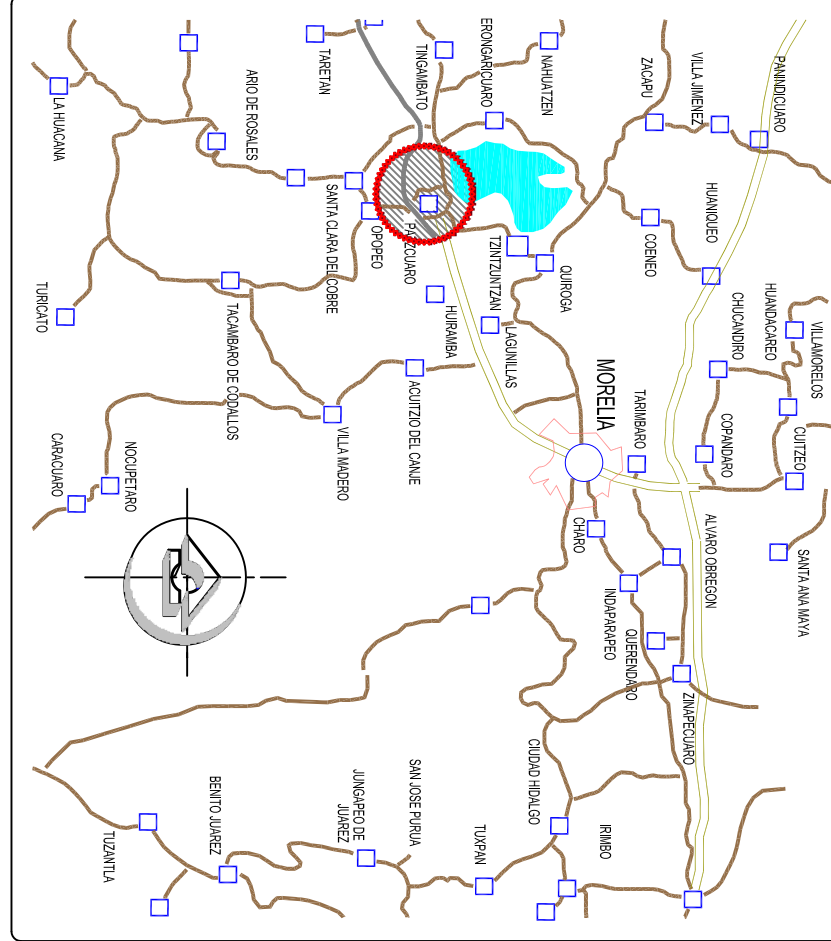 VILLAMORELOS
SANTA ANA MAYA
CUITZEO
PANINDICUARO
HUANDACAREO
CHUCANDIRO
COPANDARO
ALVARO OBREGON
HUANIQUEO
VILLA JIMENEZ
ZINAPECUARO
ZACAPU
COENEO
TARIMBARO
QUERENDARO
INDAPARAPEO
MORELIA
IRIMBO
CHARO
QUIROGA
NAHUATZEN
CIUDAD HIDALGO
LAGUNILLAS
TZINTZUNTZAN
ERONGARICUARO
TUXPAN
HUIRAMBA
TINGAMBATO
ACUITZIO DEL CANJE
SAN JOSE PURUA
PATZCUARO
OPOPEO
JUNGAPEO DE
JUAREZ
VILLA MADERO
SANTA CLARA DEL COBRE
TARETAN
ARIO DE ROSALES
TACAMBARO DE CODALLOS
BENITO JUAREZ
NOCUPETARO
TUZANTLA
LA HUACANA
CARACUARO
TURICATO